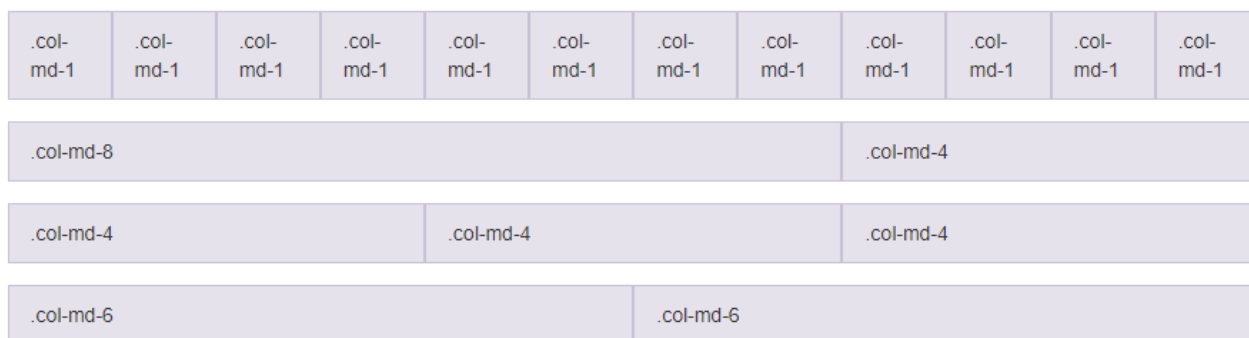 .col- .col- .col- .col- .col- .col- .col- .col- .col- .col- .col- .col-
md-1 md-1 md-1 md-1 md-1 md-1 md-1 md-1 md-1 md-1 md-1 md-1
.col-md-8 .col-md-4
.col-md-4 .col-md-4 .col-md-4
.col-md-6 .col-md-6